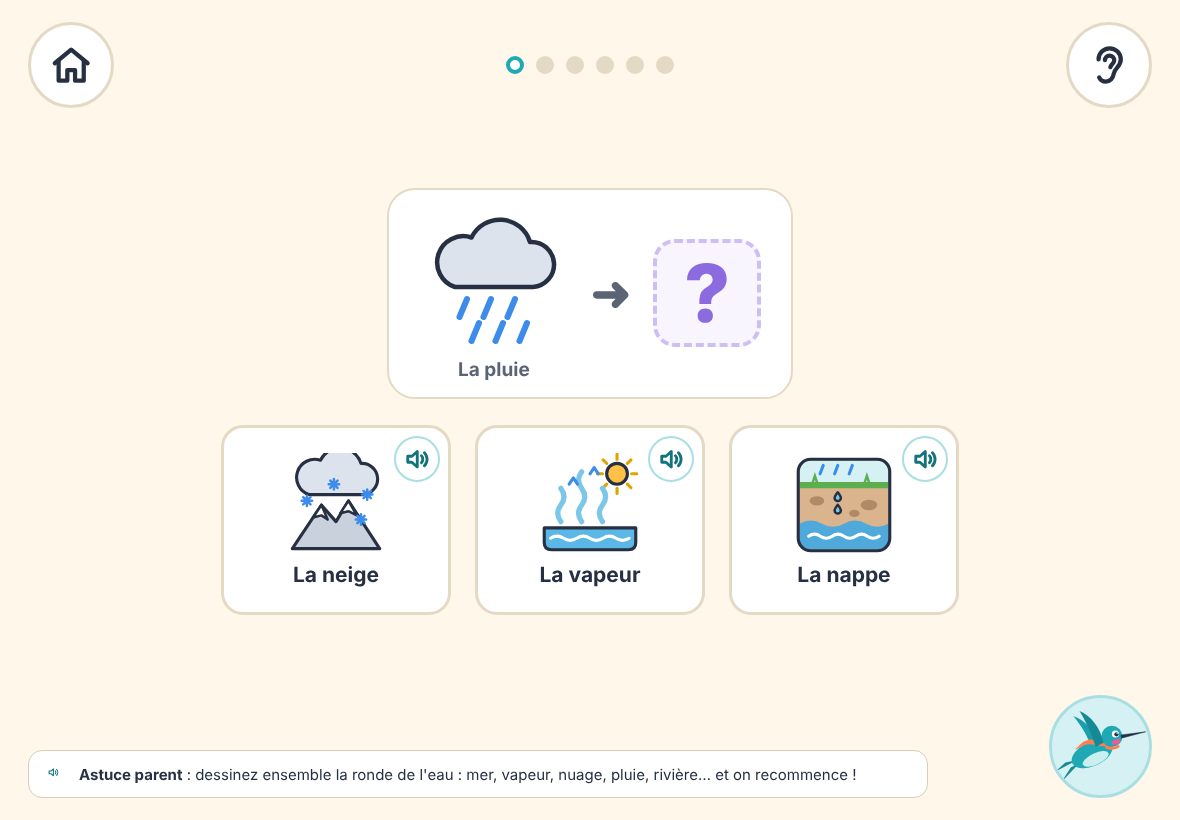 ?
La pluie
La neige
La vapeur
La nappe
Astuce parent : dessinez ensemble la ronde de l'eau : mer, vapeur, nuage, pluie, rivière... et on recommence !